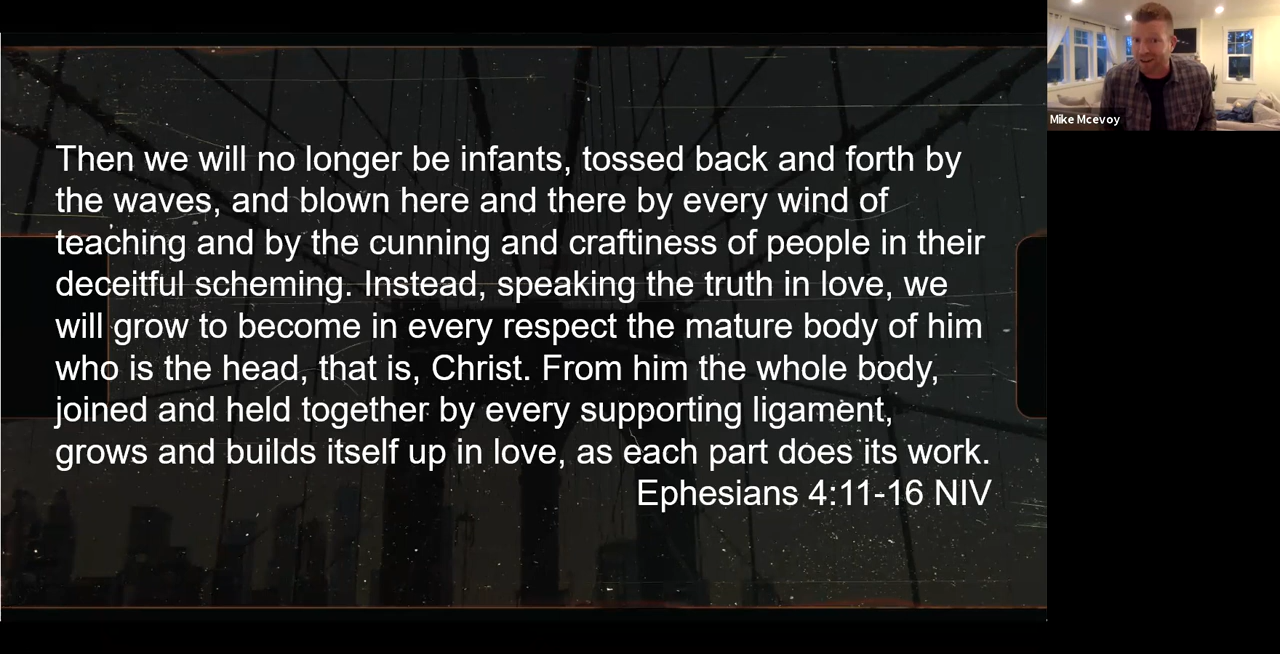 Then we will no longer be infants, tossed back and forth by
the waves, and blown here and there by every wind of
teaching and by the cunning and craftiness of people in their
deceitful scheming. Instead, speaking the truth in love, we
will grow to become in every respect the mature body of him
who is the head, that is, Christ. From him the whole body,
joined and held together by every supporting ligament,
grows and builds itself up in love, as each part does its work.
Ephesians 4:11-16 NIV
Mike Mcevoy